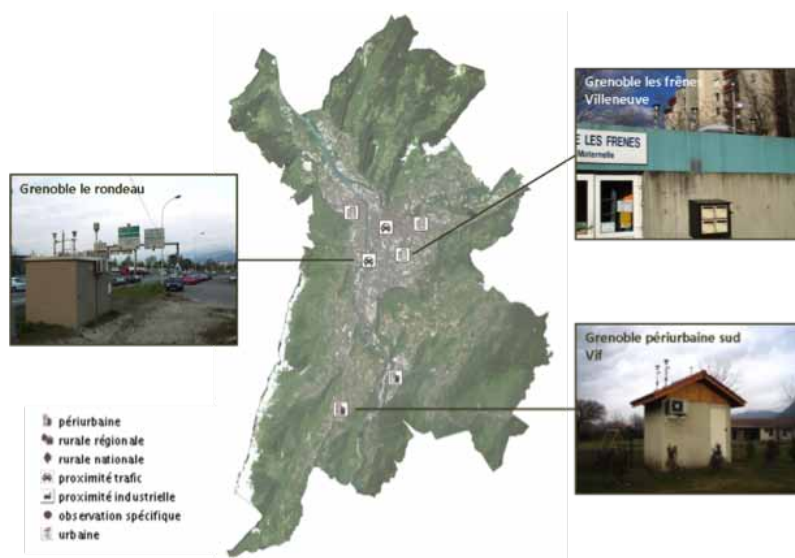 Grenoble les frênes
Villeneuve
E LES FRENES
Maternelle
Grenoble le rondeau
Grenoble périurbaine sud
Vif
périurbaine
rurale régionale
rurale nationale
proximité trafic
proximité industrielle
observation spécifique
urbaine